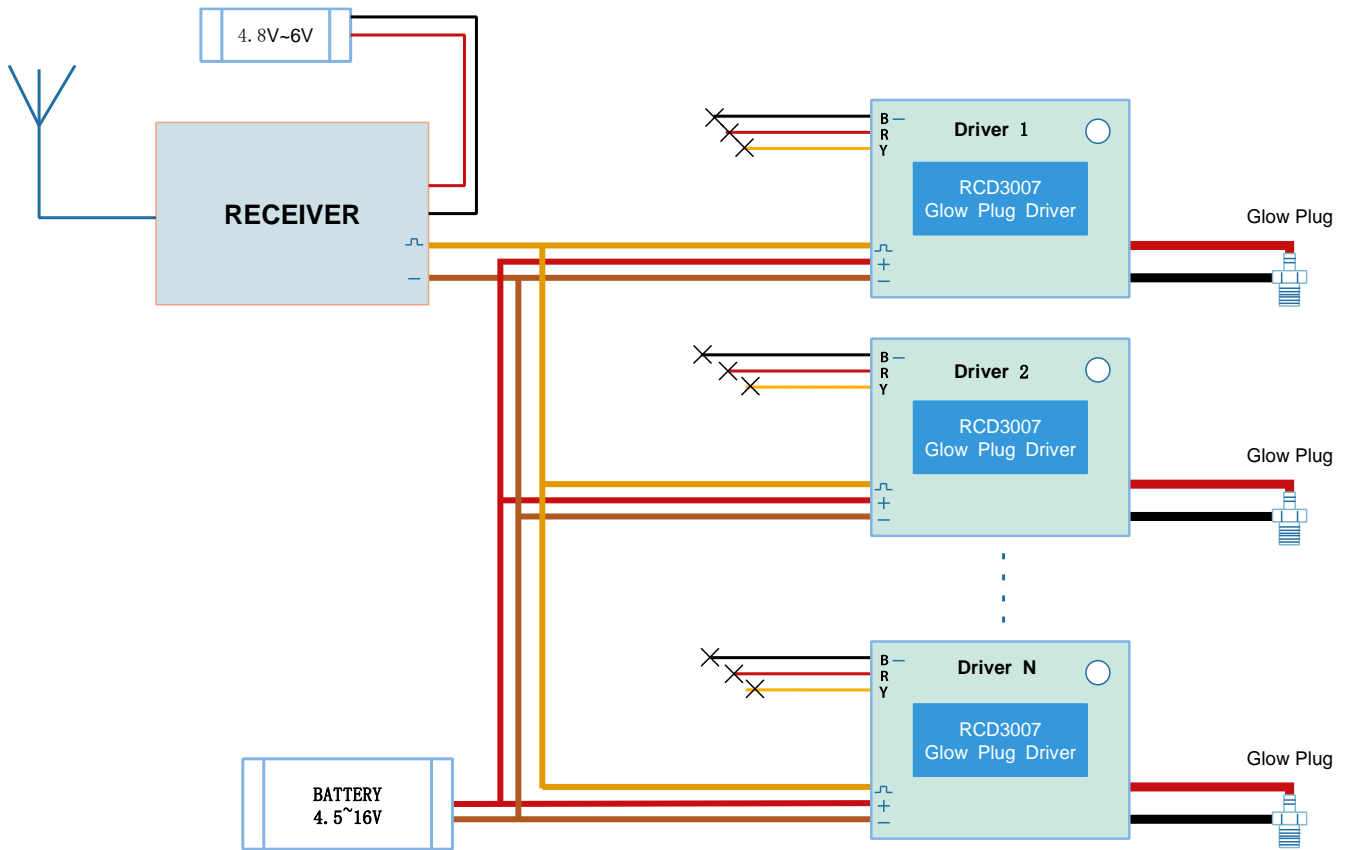 4.8V~6V
RECEIVER
−
B −
R
Y
Driver 1
RCD3007
Glow Plug Driver
+
−
Glow Plug
B −
R
Y
Driver 2
RCD3007
Glow Plug Driver
+
−
Glow Plug
B −
R
Y
Driver N
RCD3007
Glow Plug Driver
+
−
Glow Plug
BATTERY
4.5~16V